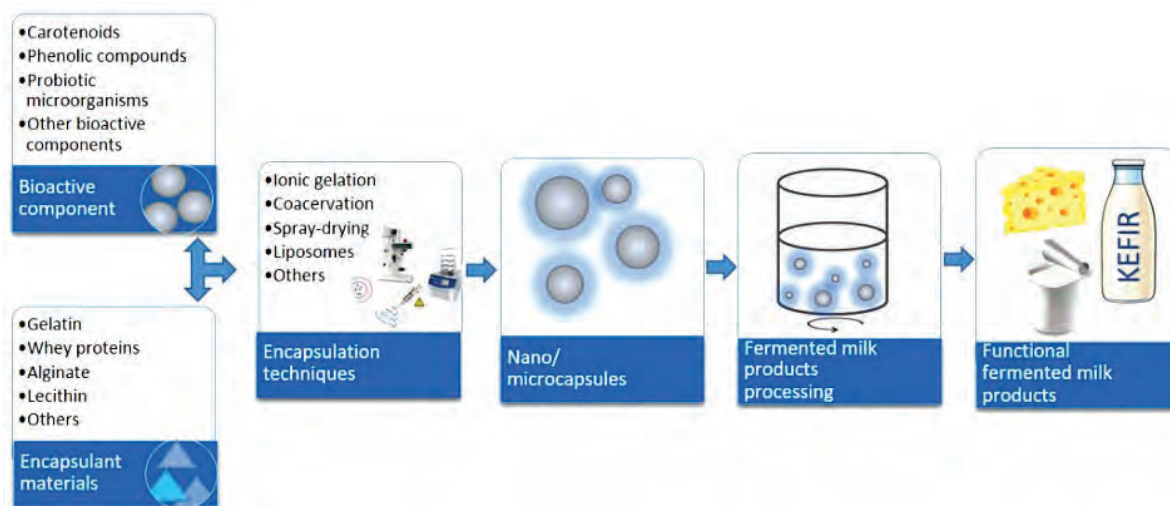 •Carotenoids
•Phenolic compounds
•Probiotic
microorganisms
•Other bioactive
components
Bioactive
component
•Gelatin
•Whey proteins
•Alginate
•Lecithin
•Others
Encapsulant
materials
•Ionic gelation
•Coacervation
•Spray-drying
•Liposomes
•Others
Encapsulation
techniques
Nano/
microcapsules
Fermented milk
products
processing
KEFIR
Functional
fermented milk
products